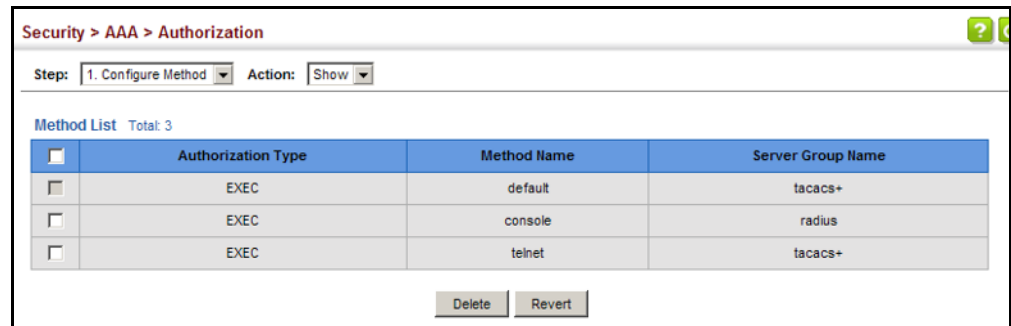 Security > AAA > Authorization
?
Step: 1. Configure Method Action: Show
Method List Total: 3
Authorization Type Method Name Server Group Name
EXEC default tacacs+
EXEC console radius
EXEC telnet tacacs+
Delete Revert